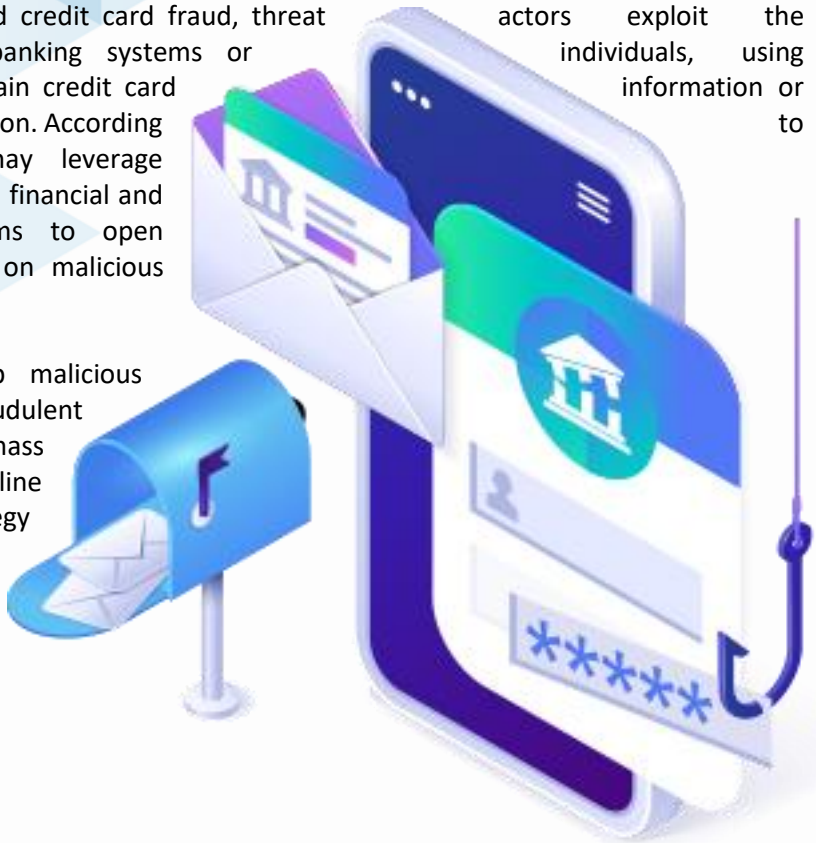 d credit card fraud, threat actors exploit the
banking systems or individuals, using
ain credit card information or
on. According to
may leverage
financial and
ms to open
on malicious
malicious
udulent
mass
line
egy
*****